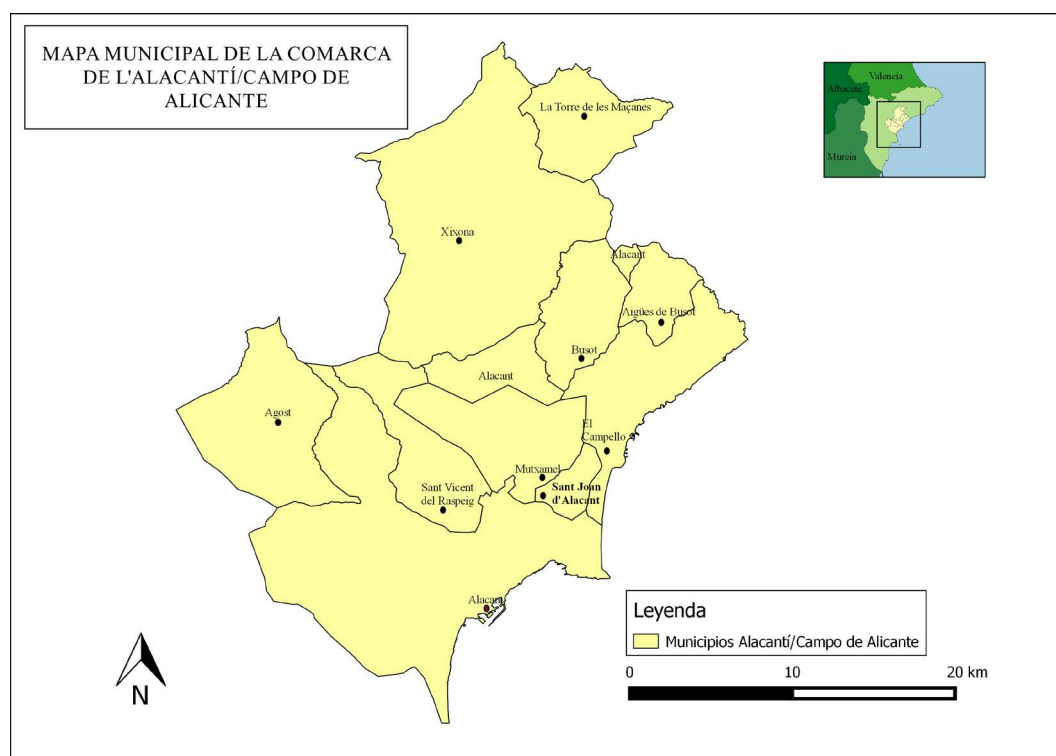 MAPA MUNICIPAL DE LA COMARCA
DE L'ALACANTÍ/CAMPO DE
ALICANTE
La Torre de les Maçanes
Valencia
Albacete
Murcia
Xixona
Alacant
Aigües de Busot
Busot
Alacant
Agost
El
Campello
Mutxamel
Sant Vicent
del Raspeig
Sant Joan
d'Alacant
Alacant
Leyenda
Municipios Alacantí/Campo de Alicante
0 10 20 km
N